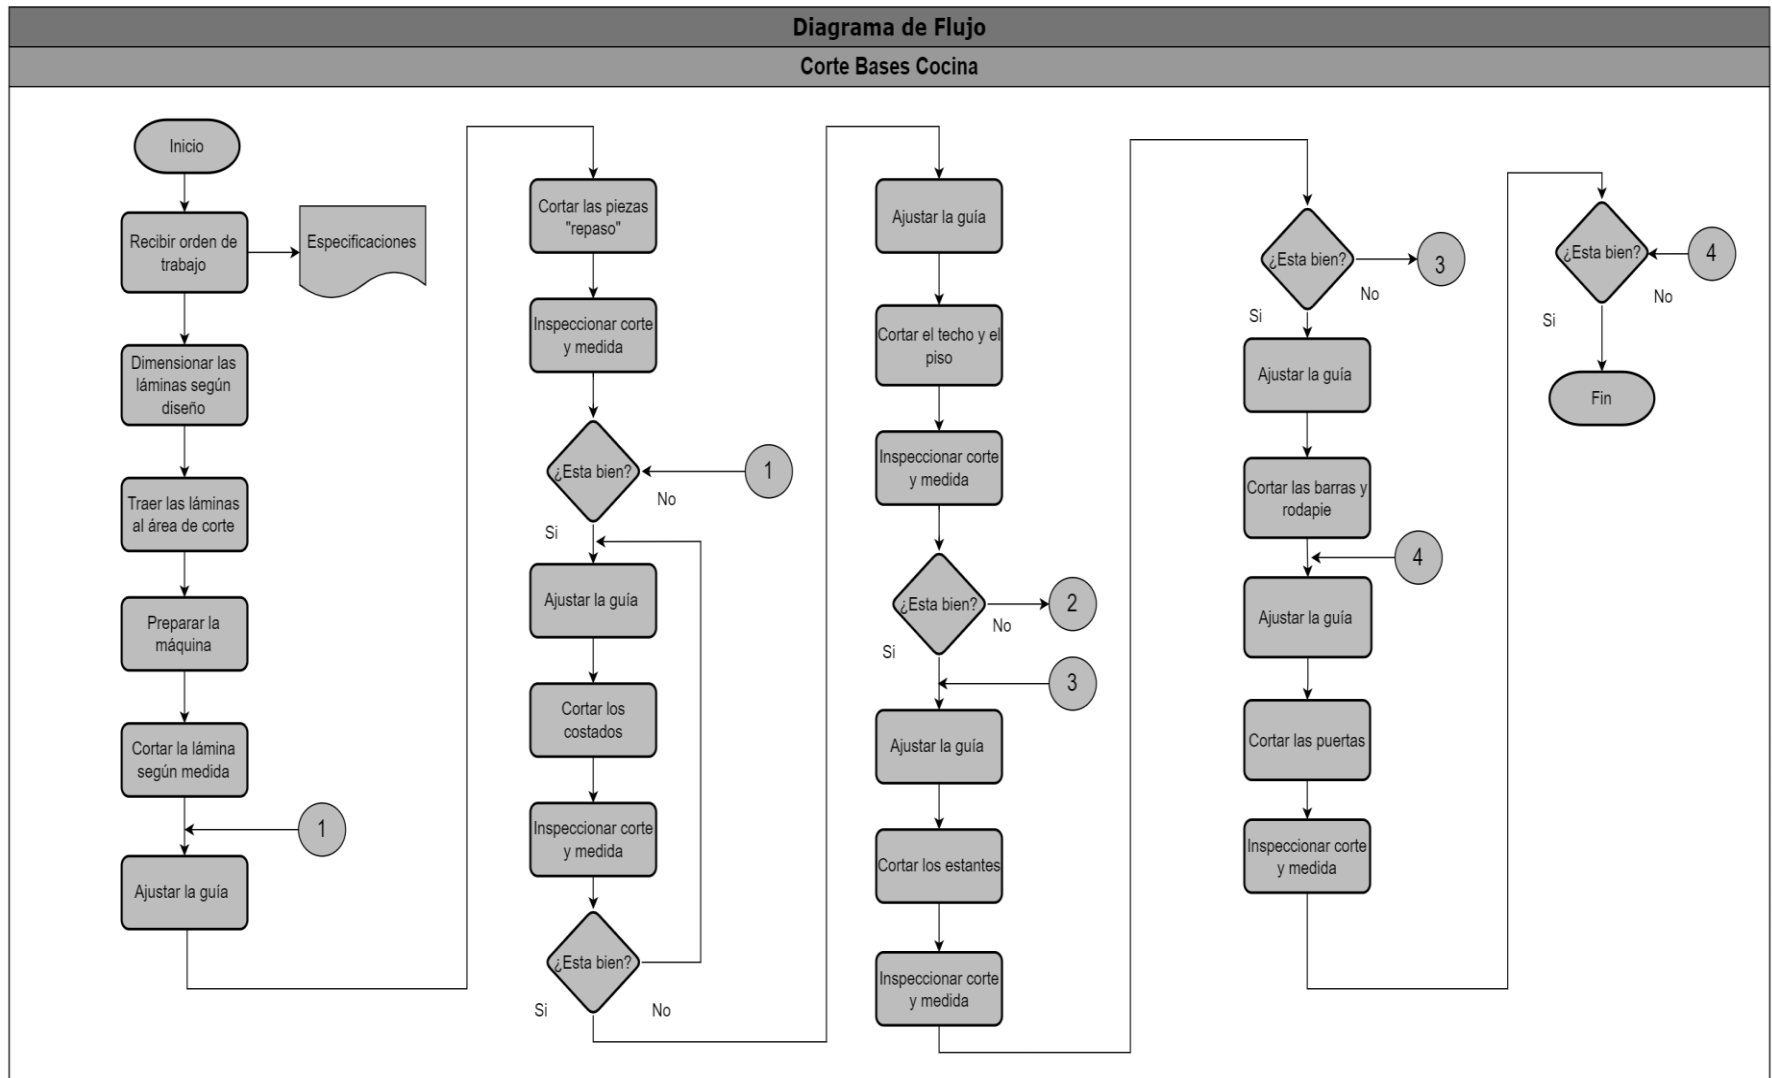 Diagrama de Flujo
Corte Bases Cocina
Inicio
Recibir orden de
trabajo
Especificaciones
Dimensionar las
láminas según
diseño
Traer las láminas
al área de corte
Preparar la
máquina
Cortar la lámina
según medida
1
Ajustar la guía
Cortar las piezas
"repaso"
Inspeccionar corte
y medida
¿Esta bien?
1
No
Si
Ajustar la guía
Cortar los
costados
Inspeccionar corte
y medida
¿Esta bien?
Si
No
Ajustar la guía
Cortar el techo y el
piso
Inspeccionar corte
y medida
¿Esta bien?
2
No
Si
3
Ajustar la guía
Cortar los estantes
Inspeccionar corte
y medida
¿Esta bien?
3
No
Si
Ajustar la guía
Cortar las barras y
rodapie
4
Ajustar la guía
Cortar las puertas
Inspeccionar corte
y medida
¿Esta bien?
4
No
Si
Fin